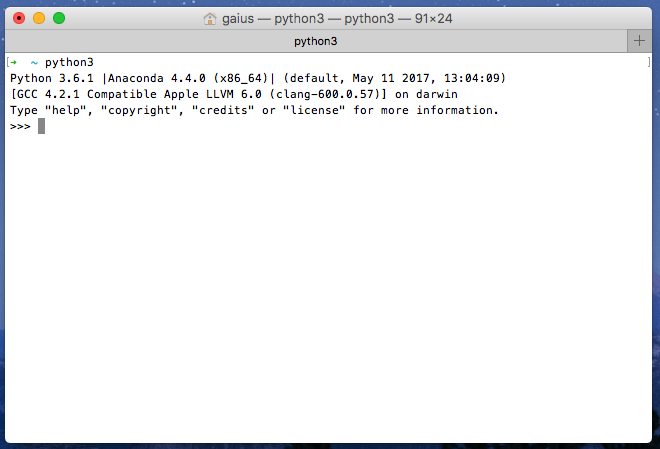 gaius — python3 — python3 — 91×24
python3
[➜  ~ python3 ]
Python 3.6.1 |Anaconda 4.4.0 (x86_64)| (default, May 11 2017, 13:04:09)
[GCC 4.2.1 Compatible Apple LLVM 6.0 (clang-600.0.57)] on darwin
Type "help", "copyright", "credits" or "license" for more information.
>>>